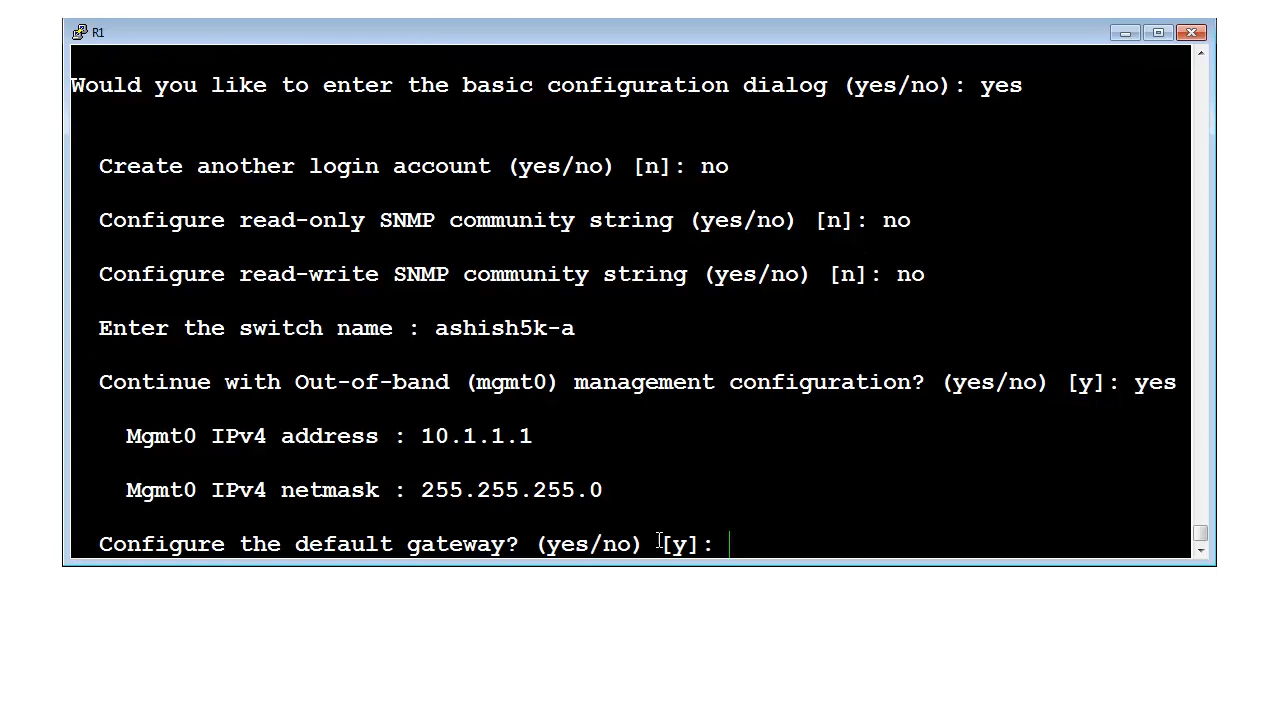 R1
Would you like to enter the basic configuration dialog (yes/no): yes
Create another login account (yes/no) [n]: no
Configure read-only SNMP community string (yes/no) [n]: no
Configure read-write SNMP community string (yes/no) [n]: no
Enter the switch name : ashish5k-a
Continue with Out-of-band (mgmt0) management configuration? (yes/no) [y]: yes
Mgmt0 IPv4 address : 10.1.1.1
Mgmt0 IPv4 netmask : 255.255.255.0
Configure the default gateway? (yes/no) [y]: